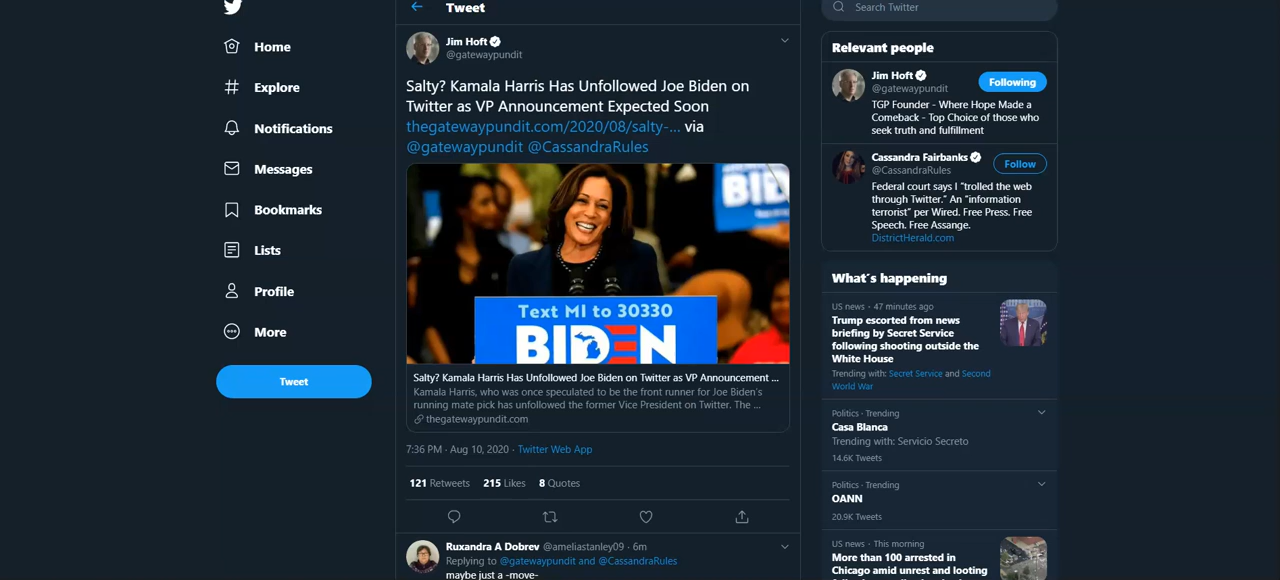 Home
Explore
Notifications
Messages
Bookmarks
Lists
Profile
More
Tweet
Tweet
Jim Hoft
@gatewaypundit
Salty? Kamala Harris Has Unfollowed Joe Biden on
Twitter as VP Announcement Expected Soon
thegatewaypundit.com/2020/08/salty-... via
@gatewaypundit @CassandraRules
BIDEN
Text MI to 30330
BIDEN
Salty? Kamala Harris Has Unfollowed Joe Biden on Twitter as VP Announcement ...
Kamala Harris, who was once speculated to be the front runner for Joe Biden's
running mate pick has unfollowed the former Vice President on Twitter. The ...
thegatewaypundit.com
7:36 PM · Aug 10, 2020 · Twitter Web App
121 Retweets 215 Likes 8 Quotes
Ruxandra A Dobrev @ameliastanley09 · 6m
Replying to @gatewaypundit and @CassandraRules
maybe just a -move-
Search Twitter
Relevant people
Jim Hoft
@gatewaypundit
Following
TGP Founder - Where Hope Made a
Comeback - Top Choice of those who
seek truth and fulfillment
Cassandra Fairbanks
@CassandraRules
Follow
Federal court says I "trolled the web
through Twitter." An "information
terrorist" per Wired. Free Press. Free
Speech. Free Assange.
DistrictHerald.com
What's happening
US news · 47 minutes ago
Trump escorted from news
briefing by Secret Service
following shooting outside the
White House
Trending with: Secret Service and Second
World War
Politics · Trending
Casa Blanca
Trending with: Servicio Secreto
14.6K Tweets
Politics · Trending
OANN
20.9K Tweets
US news · This morning
More than 100 arrested in
Chicago amid unrest and looting